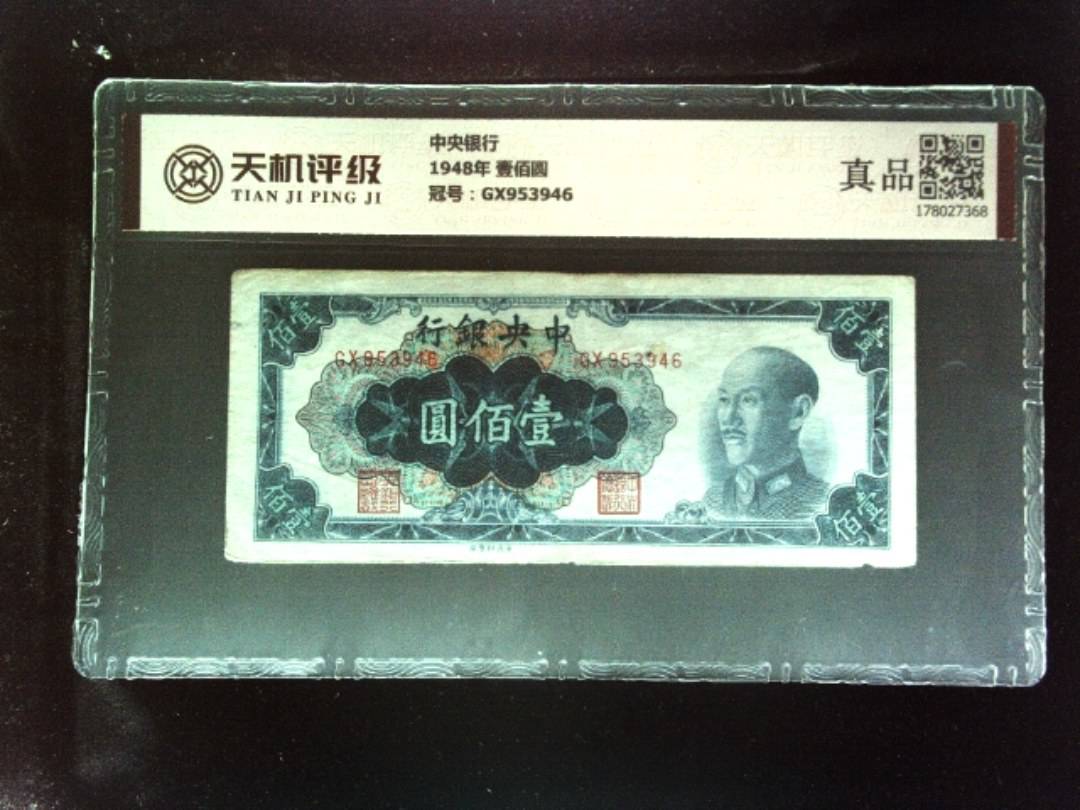 天机评级
TIAN JI PING JI
中央银行
1948年 壹佰圆
冠号：GX953946
真品
178027368
壹佰
佰壹
行銀央中
GX953946
GX953946
圓佰壹
佰壹
佰壹